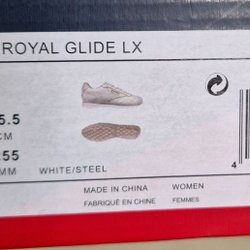 ROYAL GLIDE LX
5.5
CM
55
MM
WHITE/STEEL
MADE IN CHINA WOMEN
FABRIQUÉ EN CHINE FEMMES
4